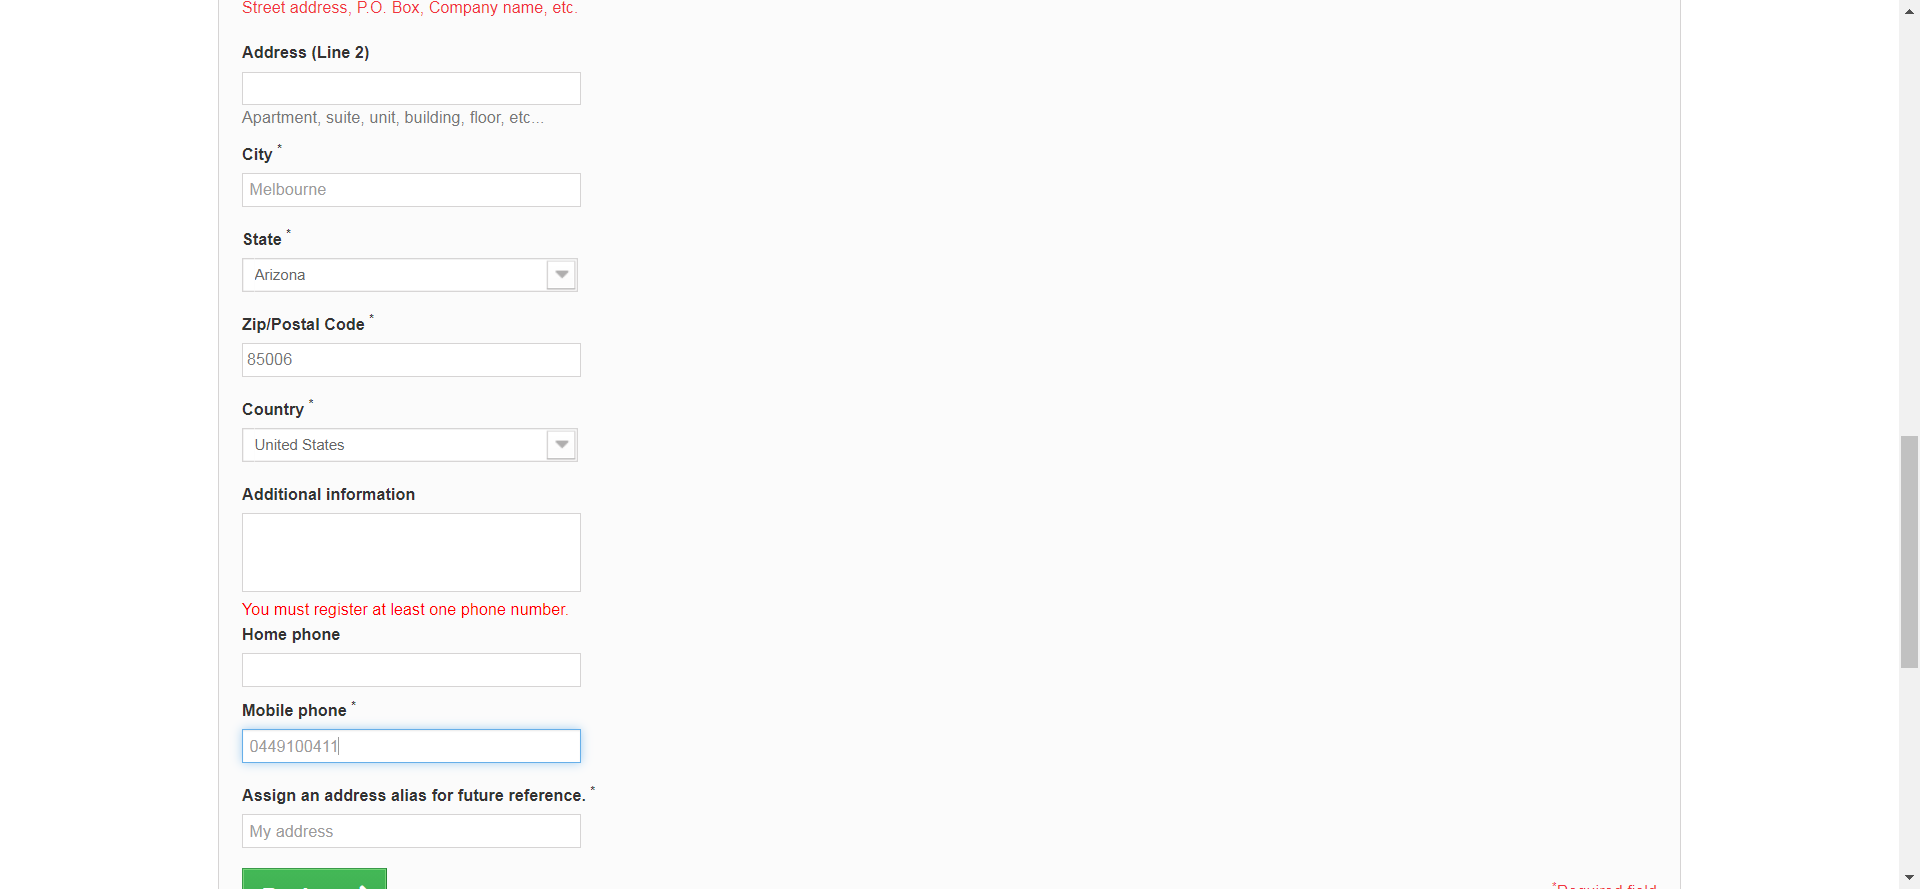 Street address, P.O. Box, Company name, etc.
Address (Line 2)
Apartment, suite, unit, building, floor, etc...
City *
Melbourne
State *
Arizona
Zip/Postal Code *
85006
Country *
United States
Additional information
You must register at least one phone number.
Home phone
Mobile phone *
0449100411
Assign an address alias for future reference. *
My address
*Required field